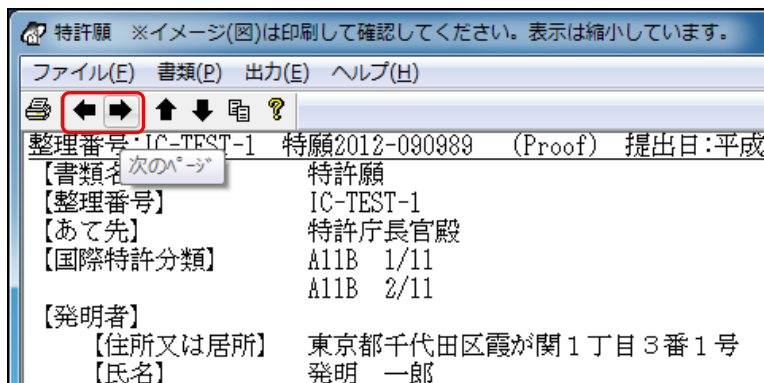 特許願 ※イメージ(図)は印刷して確認してください。表示は縮小しています。
ファイル(F) 書類(P) 出力(E) ヘルプ(H)
整理番号:IC-TEST-1 特願2012-090989 (Proof) 提出日:平成
次のページ
【書類名 特許願
【整理番号】 IC-TEST-1
【あて先】 特許庁長官殿
【国際特許分類】 A11B 1/11
A11B 2/11
【発明者】
【住所又は居所】 東京都千代田区霞が関1丁目3番1号
【氏名】 発明 一郎